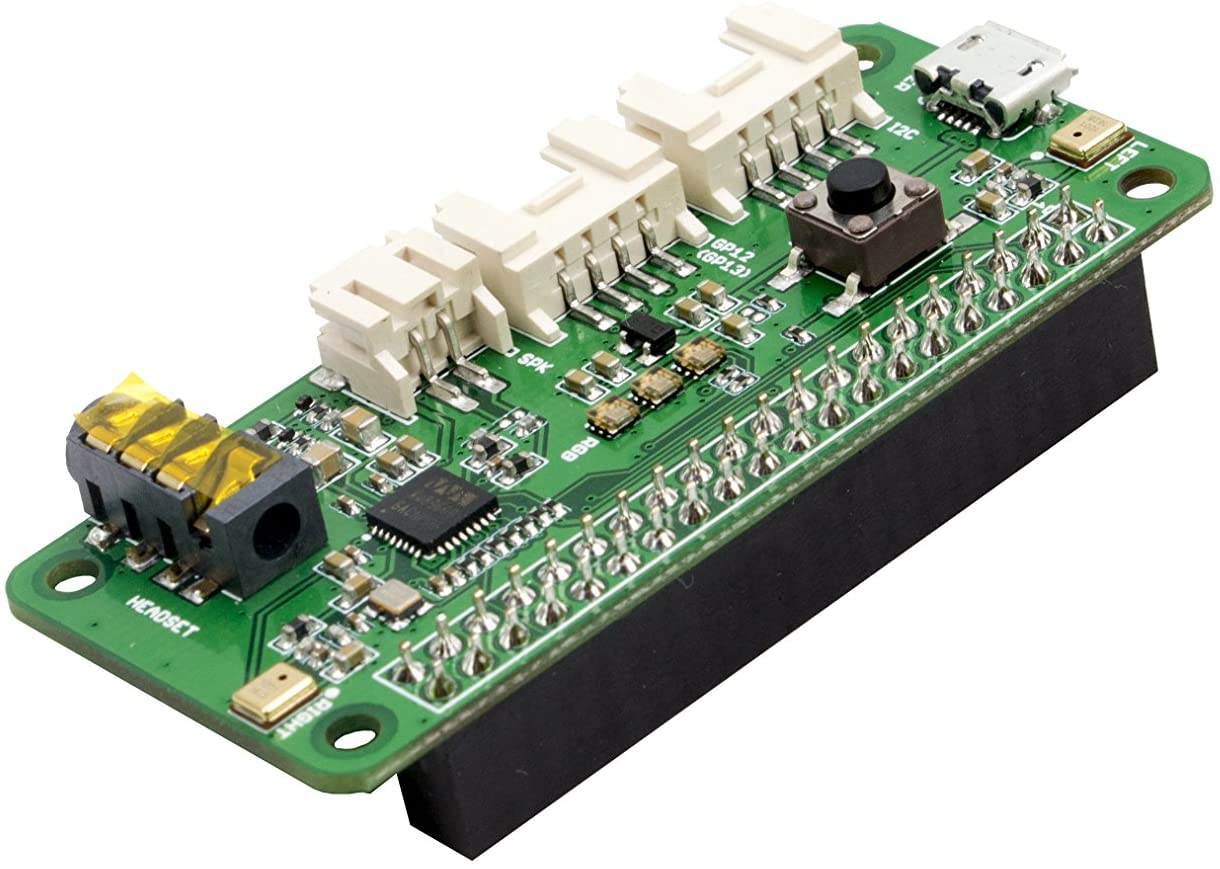 I2C
LEFT
GP12
(GP13)
SPK
RGB
HEADSET
RIGHT